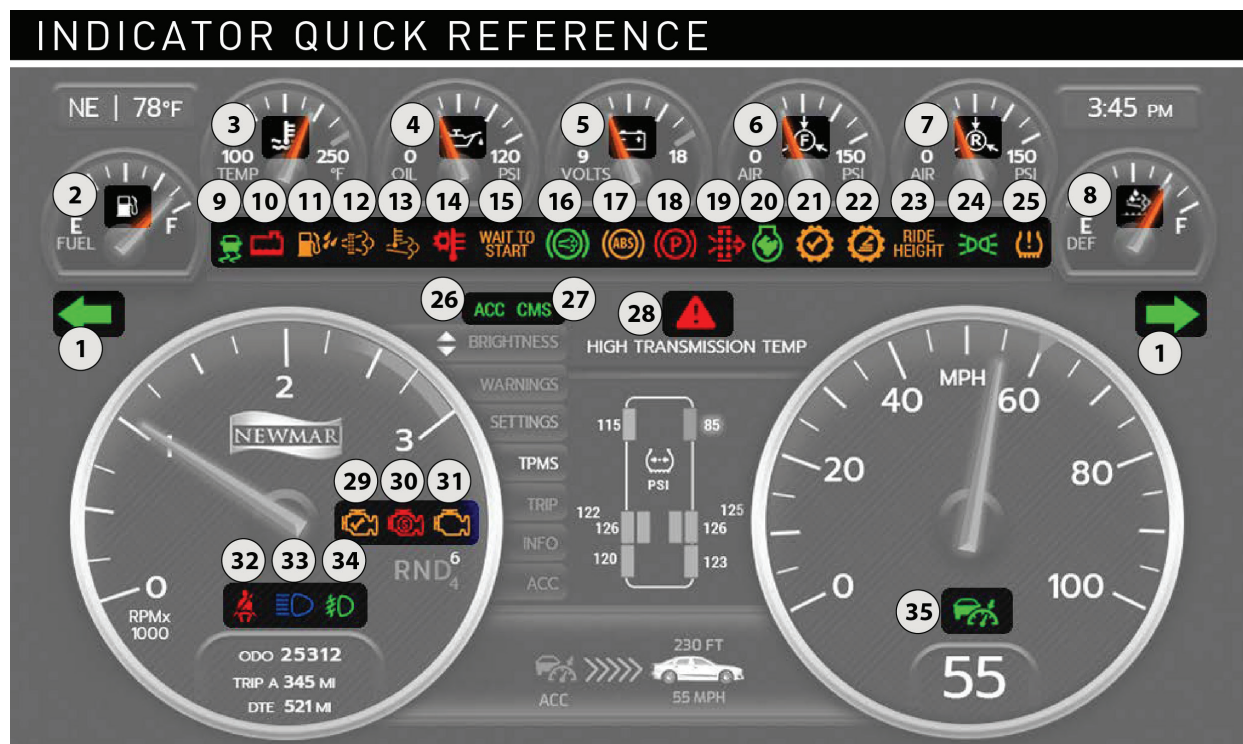 INDICATOR QUICK REFERENCE
NE | 78°F
3:45 PM
3
4
5
6
7
100
250
TEMP
°F
0
120
OIL
PSI
9
18
VOLTS
F
0
150
AIR
PSI
R
0
150
AIR
PSI
2
E
F
FUEL
8
E
F
DEF
9
10
11
12
13
14
15
16
17
18
19
20
21
22
23
24
25
WAIT TO
START
ABS
P
RIDE
HEIGHT
1
26
ACC CMS
27
28
HIGH TRANSMISSION TEMP
1
BRIGHTNESS
WARNINGS
SETTINGS
TPMS
TRIP
INFO
ACC
0
1
2
3
NEWMAR
29
30
31
S
RND
6
4
32
33
34
RPMx
1000
ODO 25312
TRIP A 345 MI
DTE 521 MI
115
85
PSI
122
125
126
126
120
123
230 FT
ACC
55 MPH
MPH
0
20
40
60
80
100
35
55